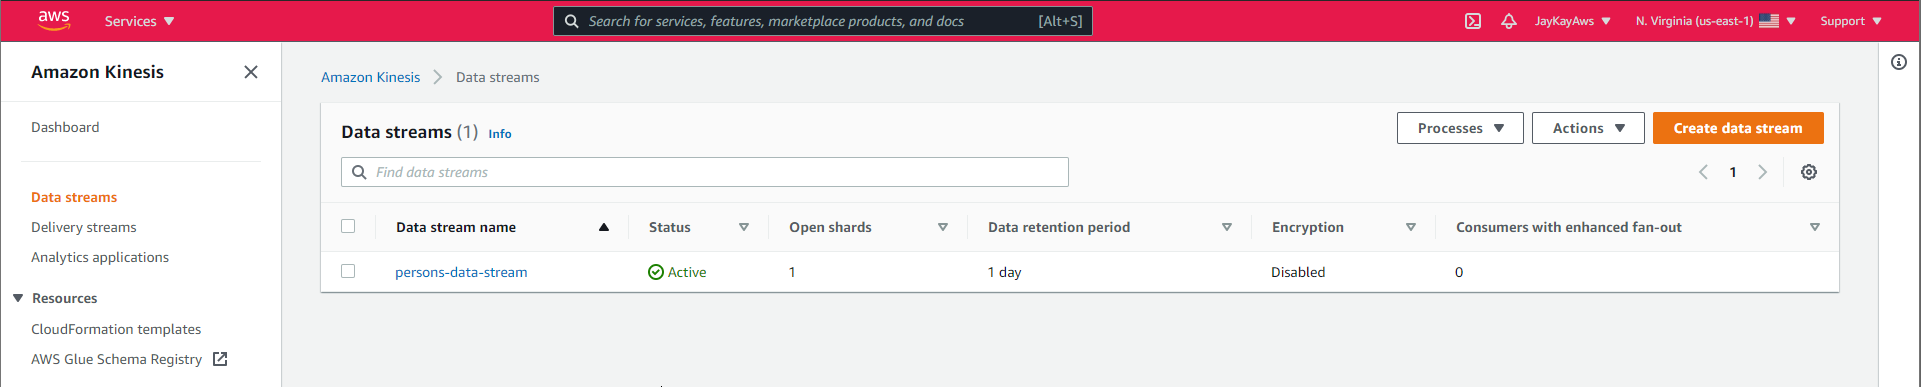 aws Services Search for services, features, marketplace products, and docs [Alt+S] JayKayAws N. Virginia (us-east-1) Support
Amazon Kinesis
Dashboard
Data streams
Delivery streams
Analytics applications
Resources
CloudFormation templates
AWS Glue Schema Registry
Amazon Kinesis Data streams
Data streams (1) Info Processes Actions Create data stream
Find data streams 1
Data stream name Status Open shards Data retention period Encryption Consumers with enhanced fan-out
persons-data-stream Active 1 1 day Disabled 0